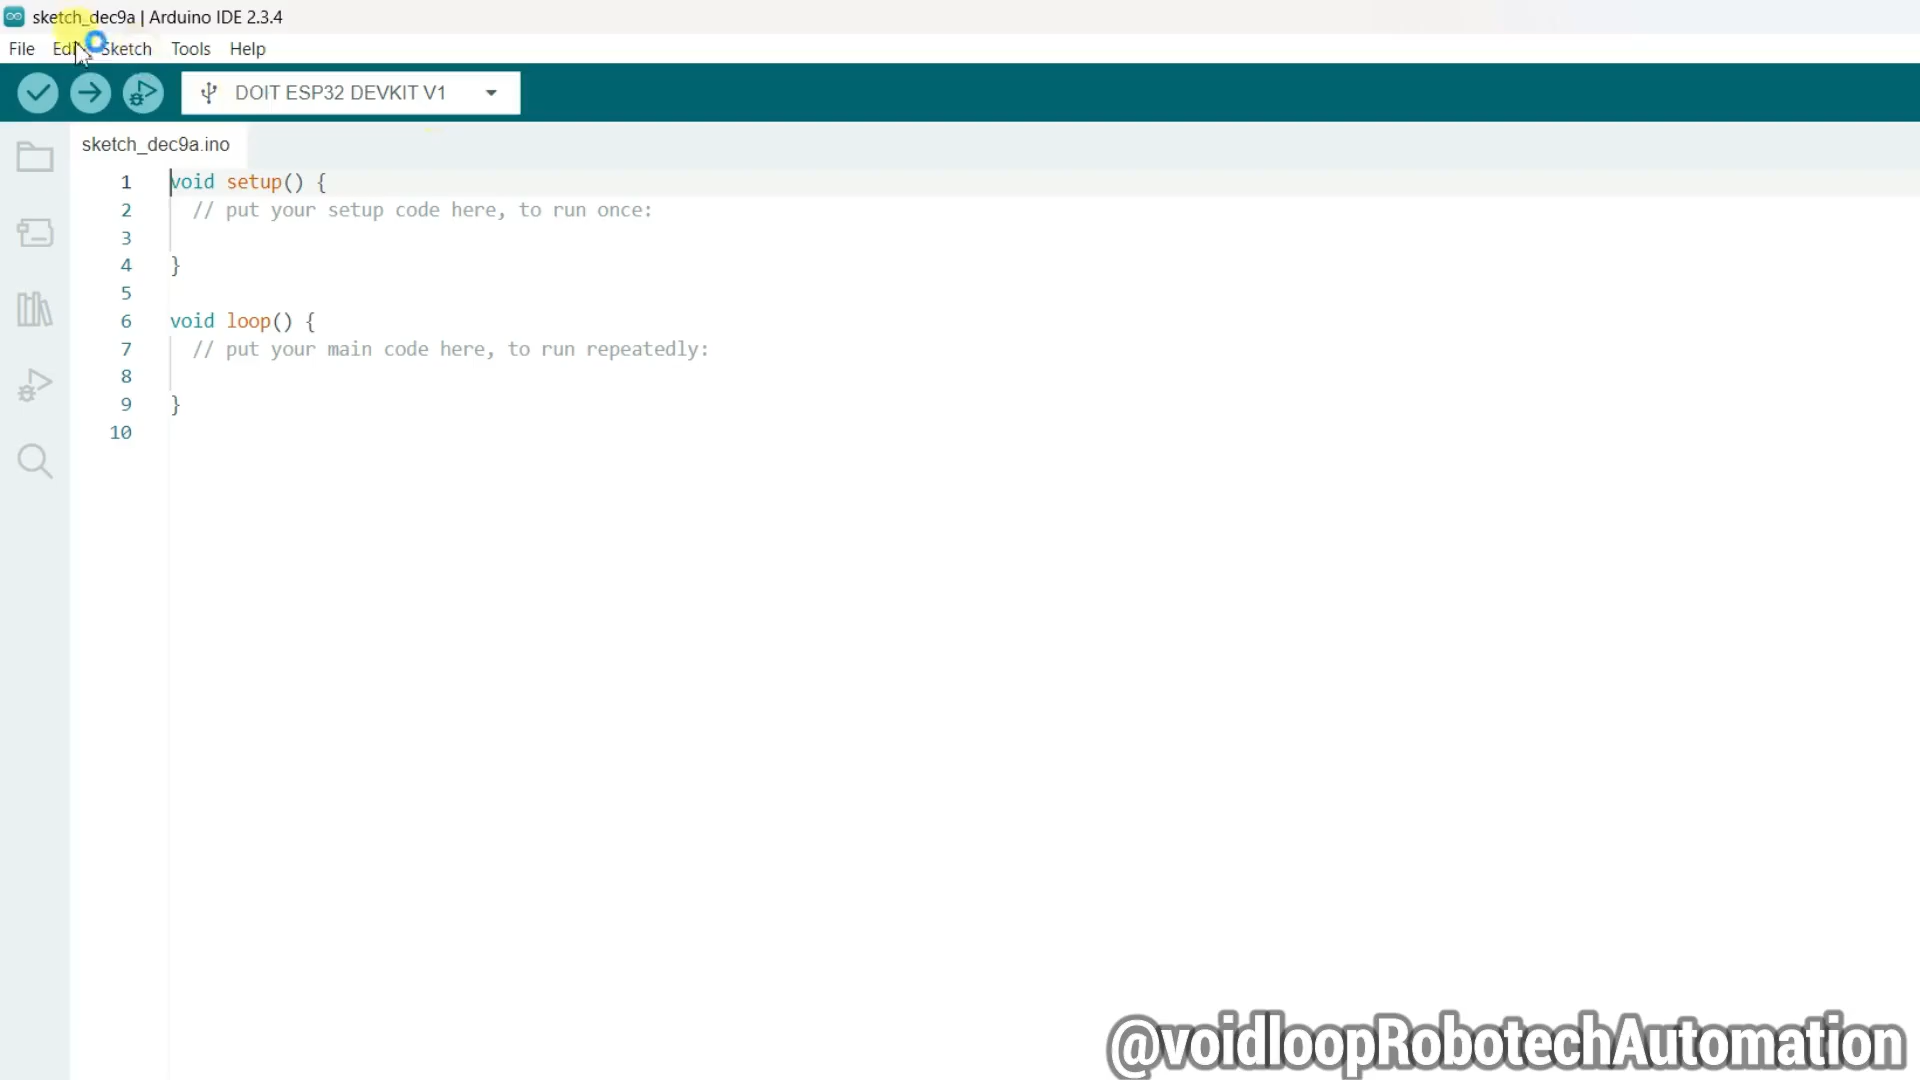 sketch_dec9a | Arduino IDE 2.3.4
File Edit Sketch Tools Help
DOIT ESP32 DEVKIT V1
sketch_dec9a.ino
1 void setup() {
2 // put your setup code here, to run once:
3
4 }
5
6 void loop() {
7 // put your main code here, to run repeatedly:
8
9 }
10
@voidloopRobotechAutomation